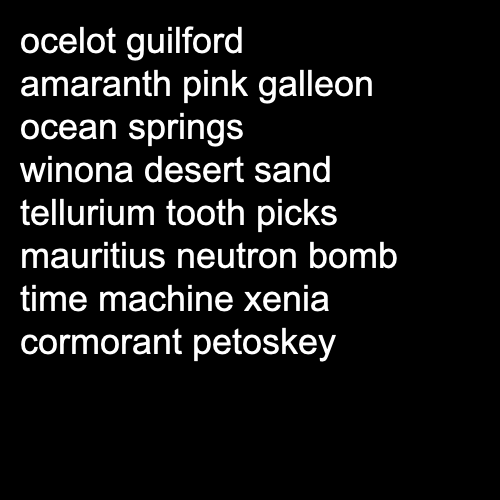 ocelot guilford
amaranth pink galleon
ocean springs
winona desert sand
tellurium tooth picks
mauritius neutron bomb
time machine xenia
cormorant petoskey